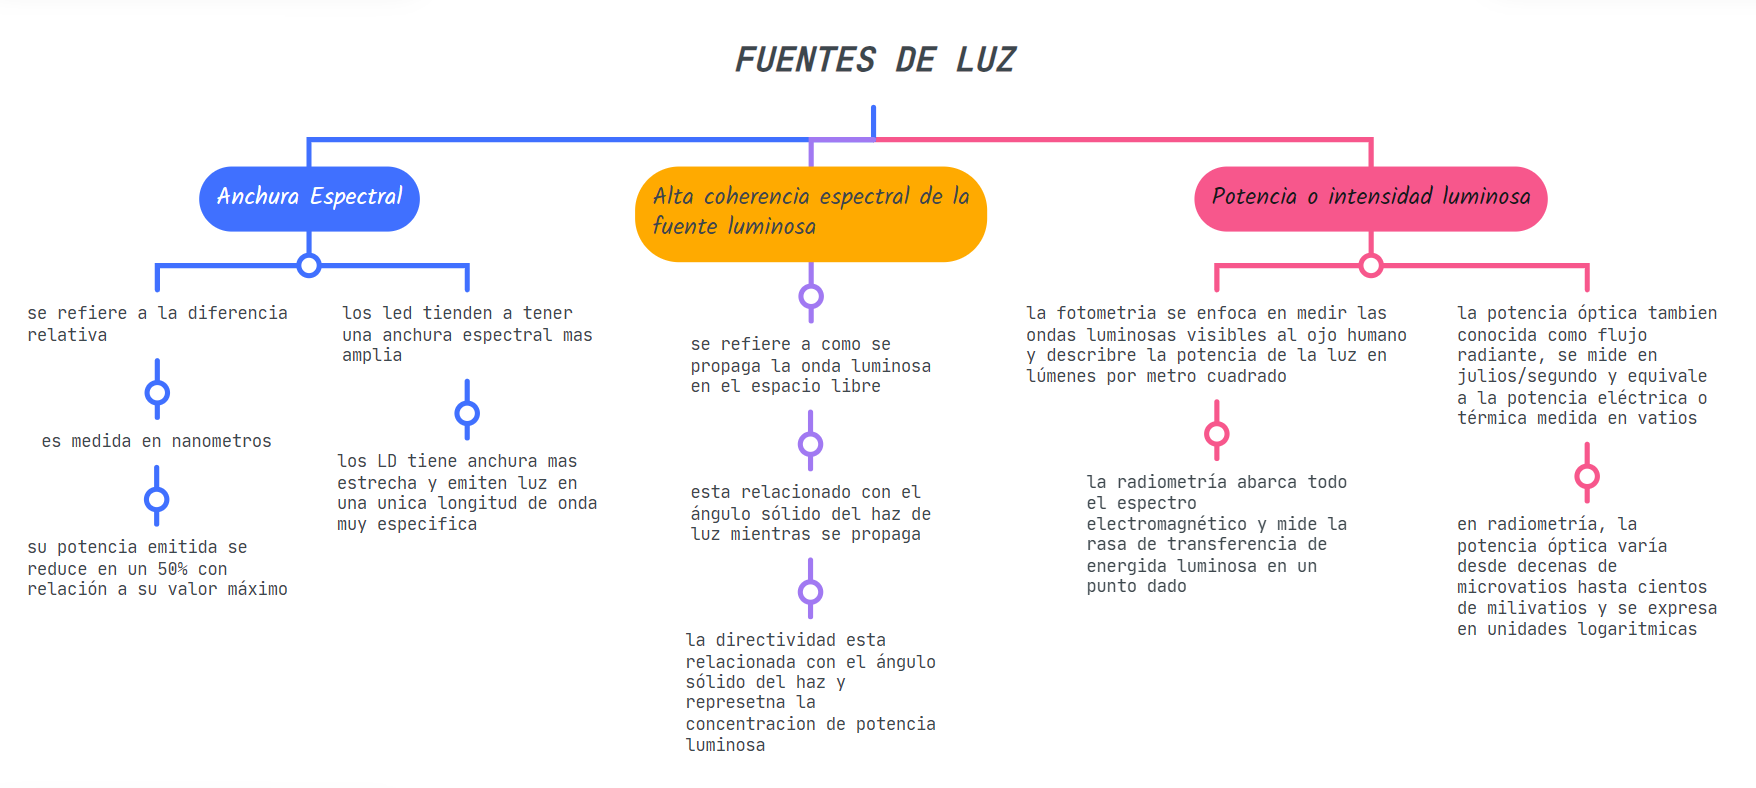 FUENTES DE LUZ
Anchura Espectral
se refiere a la diferencia
relativa
es medida en nanometros
su potencia emitida se
reduce en un 50% con
relación a su valor máximo
los led tienden a tener
una anchura espectral mas
amplia
los LD tiene anchura mas
estrecha y emiten luz en
una unica longitud de onda
muy especifica
Alta coherencia espectral de la
fuente luminosa
se refiere a como se
propaga la onda luminosa
en el espacio libre
esta relacionado con el
ángulo sólido del haz de
luz mientras se propaga
la directividad esta
relacionada con el ángulo
sólido del haz y
represetna la
concentracion de potencia
luminosa
Potencia o intensidad luminosa
la fotometria se enfoca en medir las
ondas luminosas visibles al ojo humano
y describre la potencia de la luz en
lúmenes por metro cuadrado
la radiometría abarca todo
el espectro
electromagnético y mide la
rasa de transferencia de
energida luminosa en un
punto dado
la potencia óptica tambien
conocida como flujo
radiante, se mide en
julios/segundo y equivale
a la potencia eléctrica o
térmica medida en vatios
en radiometría, la
potencia óptica varía
desde decenas de
microvatios hasta cientos
de milivatios y se expresa
en unidades logaritmicas